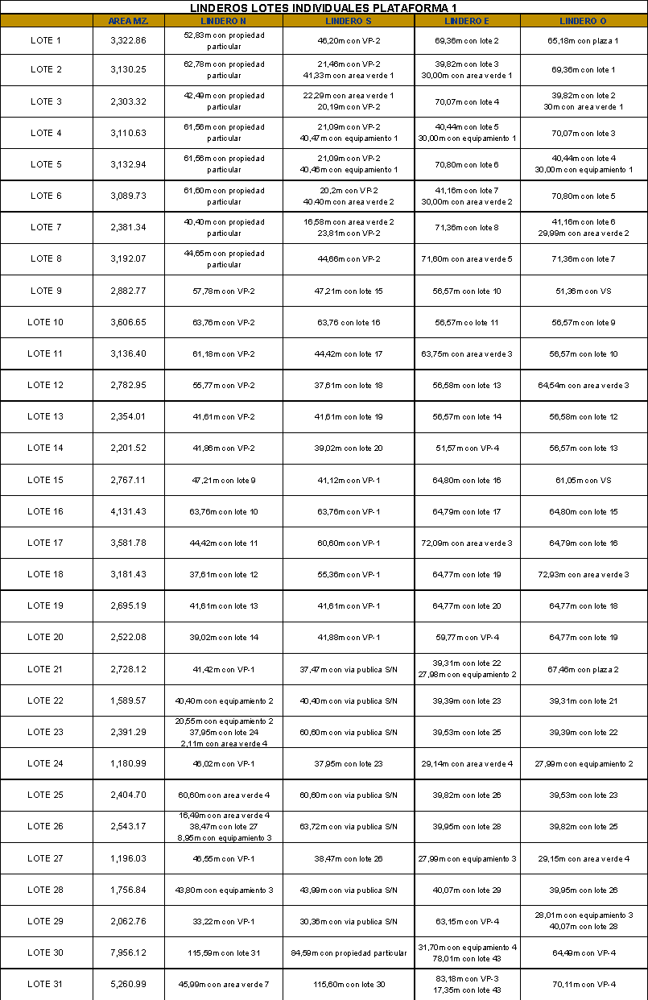 LINDEROS LOTES INDIVIDUALES PLATAFORMA 1
AREA MZ. LINDERO N LINDERO S LINDERO E LINDERO O
LOTE 1 3,322.86 52,83m con propiedad particular 46,20m con VP-2 69,36m con lote 2 65,18m con plaza 1
LOTE 2 3,130.25 62,78m con propiedad particular 21,46m con VP-2 41,33m con area verde 1 39,82m con lote 3 30,00m con area verde 1 69,36m con lote 1
LOTE 3 2,303.32 42,49m con propiedad particular 22,29m con area verde 1 20,19m con VP-2 70,07m con lote 4 39,82m con lote 2 30m con area verde 1
LOTE 4 3,110.63 61,56m con propiedad particular 21,09m con VP-2 40,47m con equipamiento 1 40,44m con lote 5 30,00m con equipamiento 1 70,07m con lote 3
LOTE 5 3,132.94 61,56m con propiedad particular 21,09m con VP-2 40,46m con equipamiento 1 70,80m con lote 6 40,44m con lote 4 30,00m con equipamiento 1
LOTE 6 3,089.73 61,60m con propiedad particular 20,2m con VP-2 40,40m con area verde 2 41,16m con lote 7 30,00m con area verde 2 70,80m con lote 5
LOTE 7 2,381.34 40,40m con propiedad particular 16,58m con area verde 2 23,81m con VP-2 71,36m con lote 8 41,16m con lote 6 29,99m con area verde 2
LOTE 8 3,192.07 44,65m con propiedad particular 44,66m con VP-2 71,60m con area verde 5 71,36m con lote 7
LOTE 9 2,882.77 57,78m con VP-2 47,21m con lote 15 56,57m con lote 10 51,36m con VS
LOTE 10 3,606.65 63,76m con VP-2 63,76 con lote 16 56,57m co lote 11 56,57m con lote 9
LOTE 11 3,136.40 61,18m con VP-2 44,42m con lote 17 63,75m con area verde 3 56,57m con lote 10
LOTE 12 2,782.95 55,77m con VP-2 37,61m con lote 18 56,58m con lote 13 64,54m con area verde 3
LOTE 13 2,354.01 41,61m con VP-2 41,61m con lote 19 56,57m con lote 14 56,58m con lote 12
LOTE 14 2,201.52 41,86m con VP-2 39,02m con lote 20 51,57m con VP-4 56,57m con lote 13
LOTE 15 2,767.11 47,21m con lote 9 41,12m con VP-1 64,80m con lote 16 61,05m con VS
LOTE 16 4,131.43 63,76m con lote 10 63,76m con VP-1 64,79m con lote 17 64,80m con lote 15
LOTE 17 3,581.78 44,42m con lote 11 60,60m con VP-1 72,09m con area verde 3 64,79m con lote 16
LOTE 18 3,181.43 37,61m con lote 12 55,36m con VP-1 64,77m con lote 19 72,93m con area verde 3
LOTE 19 2,695.19 41,61m con lote 13 41,61m con VP-1 64,77m con lote 20 64,77m con lote 18
LOTE 20 2,522.08 39,02m con lote 14 41,88m con VP-1 59,77m con VP-4 64,77m con lote 19
LOTE 21 2,728.12 41,42m con VP-1 37,47m con via publica S/N 39,31m con lote 22 27,98m con equipamiento 2 67,46m con plaza 2
LOTE 22 1,589.57 40,40m con equipamiento 2 40,40m con via publica S/N 39,39m con lote 23 39,31m con lote 21
LOTE 23 2,391.29 20,55m con equipamiento 2 37,95m con lote 24 2,11m con area verde 4 60,60m con via publica S/N 39,53m con lote 25 39,39m con lote 22
LOTE 24 1,180.99 46,02m con VP-1 37,95m con lote 23 29,14m con area verde 4 27,99m con equipamiento 2
LOTE 25 2,404.70 60,60m con area verde 4 60,60m con via publica S/N 39,82m con lote 26 39,53m con lote 23
LOTE 26 2,543.17 16,49m con area verde 4 38,47m con lote 27 8,95m con equipamiento 3 63,72m con via publica S/N 39,95m con lote 28 39,82m con lote 25
LOTE 27 1,196.03 46,55m con VP-1 38,47m con lote 26 27,99m con equipamiento 3 29,15m con area verde 4
LOTE 28 1,756.84 43,80m con equipamiento 3 43,99m con via publica S/N 40,07m con lote 29 39,95m con lote 26
LOTE 29 2,062.76 33,22m con VP-1 30,36m con via publica S/N 63,15m con VP-4 28,01m con equipamiento 3 40,07m con lote 28
LOTE 30 7,956.12 115,59m con lote 31 84,59m con propiedad particular 31,70m con equipamiento 4 78,01m con lote 43 64,49m con VP-4
LOTE 31 5,260.99 45,99m con area verde 7 115,60m con lote 30 83,18m con VP-3 17,35m con lote 43 70,11m con VP-4